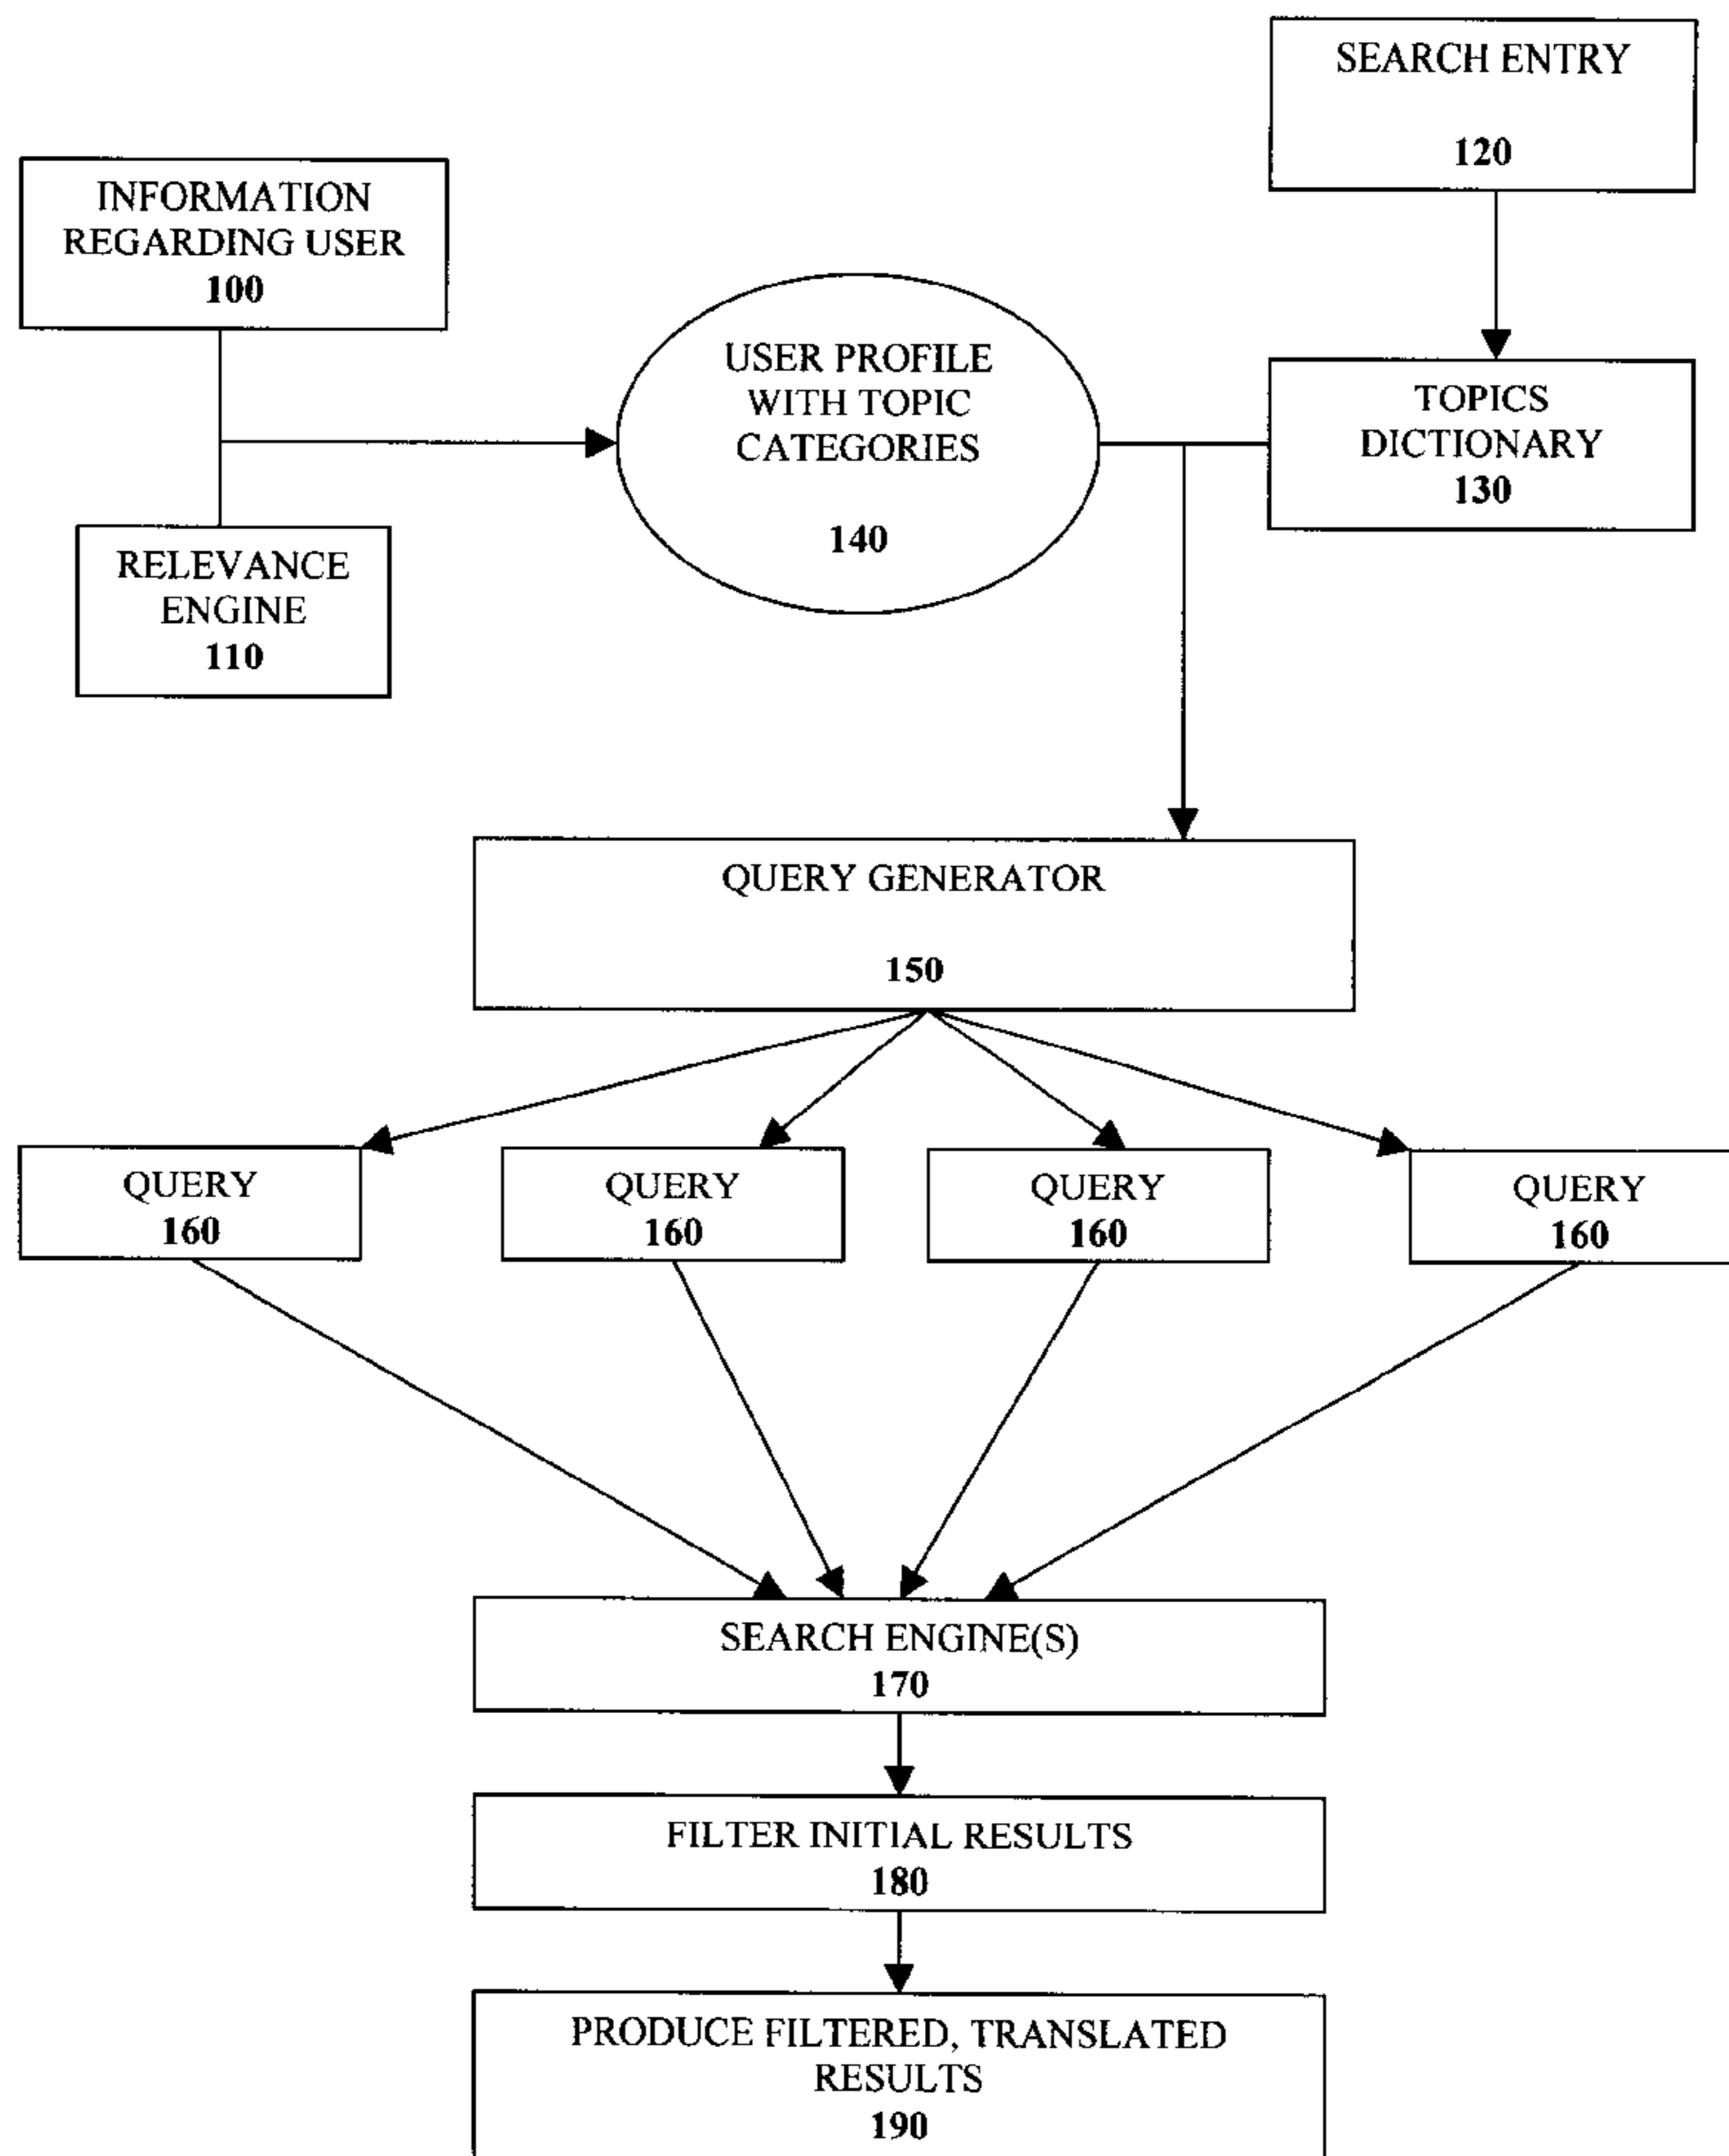 SEARCH ENTRY
120
INFORMATION
REGARDING USER
100
USER PROFILE
WITH TOPIC
CATEGORIES
140
TOPICS
DICTIONARY
130
RELEVANCE
ENGINE
110
QUERY GENERATOR
150
QUERY
160
QUERY
160
QUERY
160
QUERY
160
SEARCH ENGINE(S)
170
FILTER INITIAL RESULTS
180
PRODUCE FILTERED, TRANSLATED
RESULTS
190